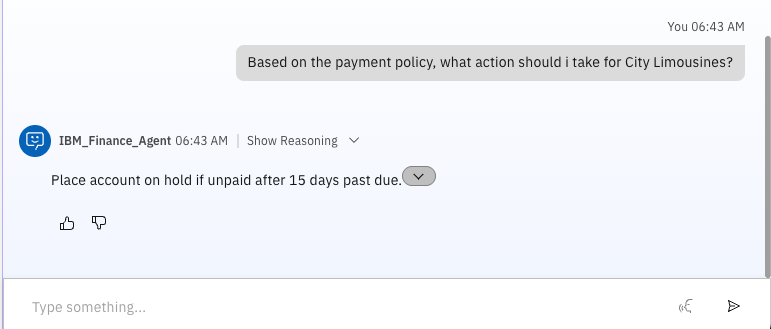 You 06:43 AM
Based on the payment policy, what action should i take for City Limousines?
IBM_Finance_Agent 06:43 AM | Show Reasoning
Place account on hold if unpaid after 15 days past due.
Type something...